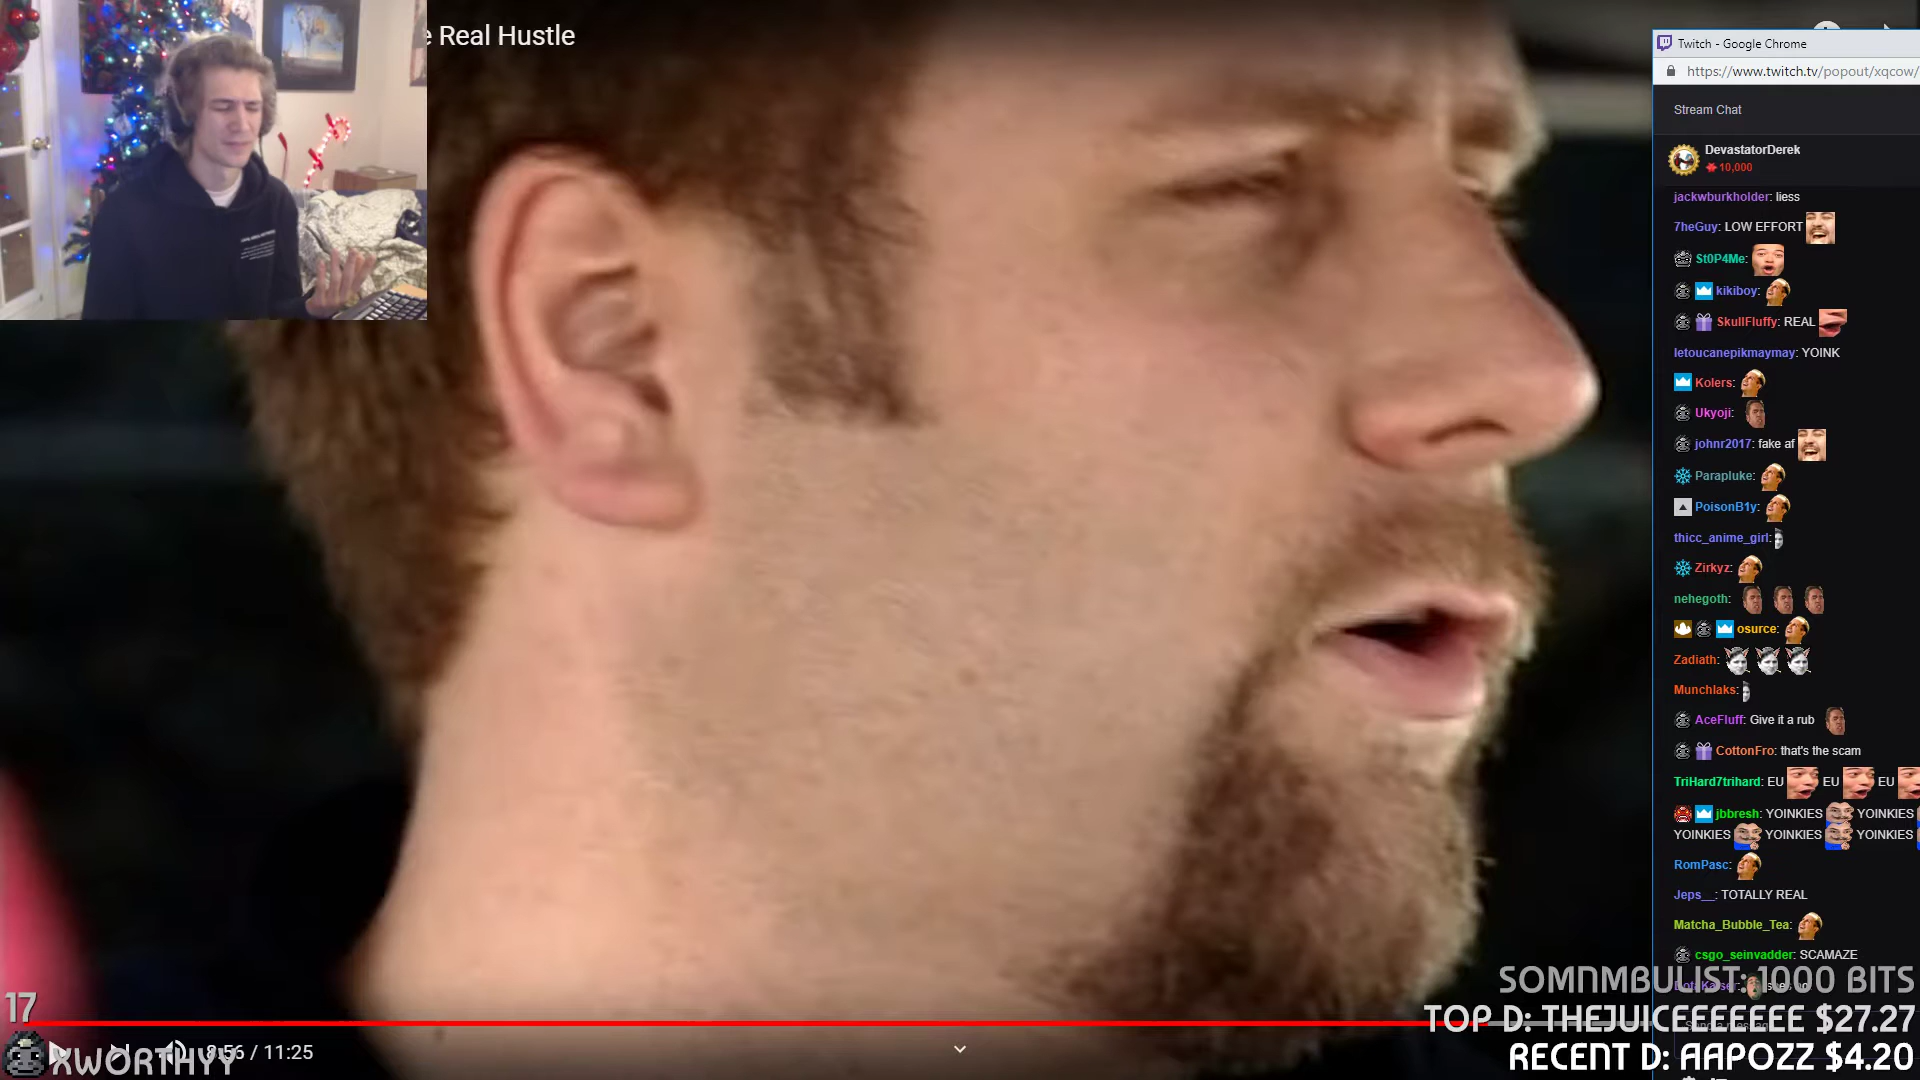 e Real Hustle
Twitch - Google Chrome
https://www.twitch.tv/popout/xqcow/
Stream Chat
DevastatorDerek
10,000
jackwburkholder: liess
7heGuy: LOW EFFORT
St0P4Me:
kikiboy:
SkullFluffy: REAL
letoucanepikmaymay: YOINK
Kolers:
Ukyoji:
johnr2017: fake af
Parapluke:
PoisonB1y:
thicc_anime_girl:
Zirkyz:
nehegoth:
osurce:
Zadiath:
Munchlaks:
AceFluff: Give it a rub
CottonFro: that's the scam
TriHard7trihard: EU EU EU
jbbresh: YOINKIES YOINKIES
YOINKIES YOINKIES YOINKIES
RomPasc:
Jeps__: TOTALLY REAL
Matcha_Bubble_Tea:
csgo_seinvadder: SCAMAZE
SOMNMBULIST: 1000 BITS
TOP D: THEJUICEEEEEE $27.27
RECENT D: AAPOZZ $4.20
17
XWORTHYY
8:56 / 11:25